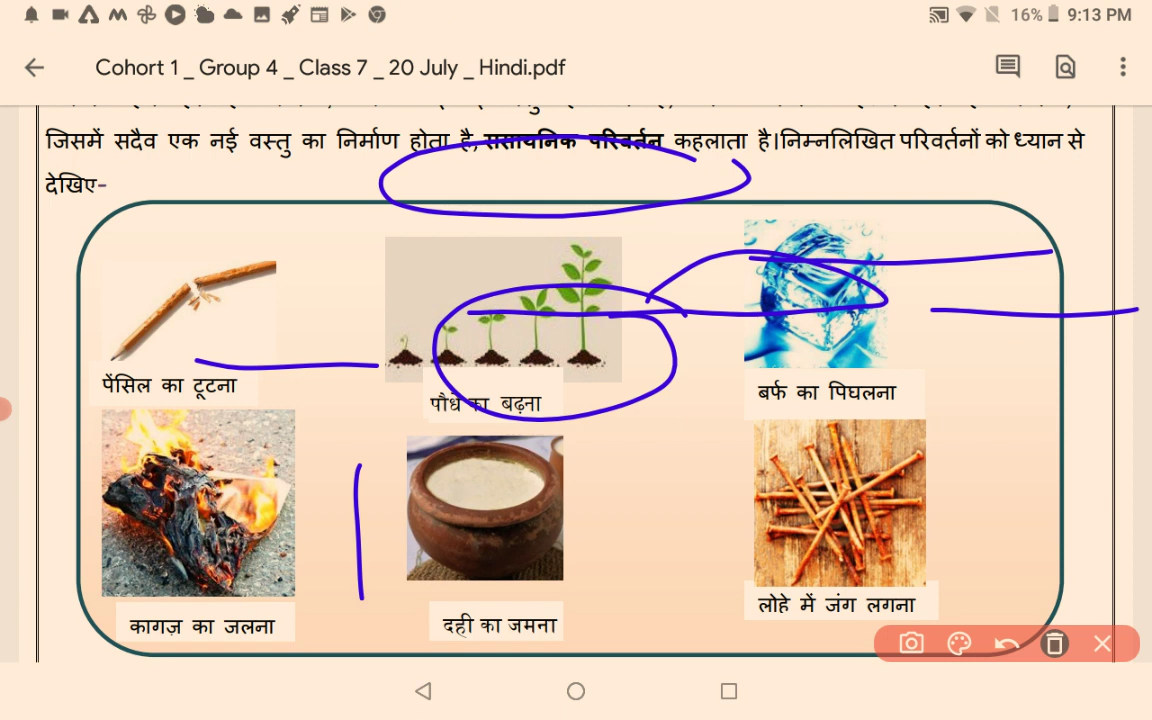 16% 9:13 PM
Cohort 1 _ Group 4 _ Class 7 _ 20 July _ Hindi.pdf
जिसमें सदैव एक नई वस्तु का निर्माण होता है, रासायनिक परिवर्तन कहलाता है।निम्नलिखित परिवर्तनों को ध्यान से
देखिए-
पेंसिल का टूटना
पौधे का बढ़ना
बर्फ का पिघलना
कागज़ का जलना
दही का जमना
लोहे में जंग लगना